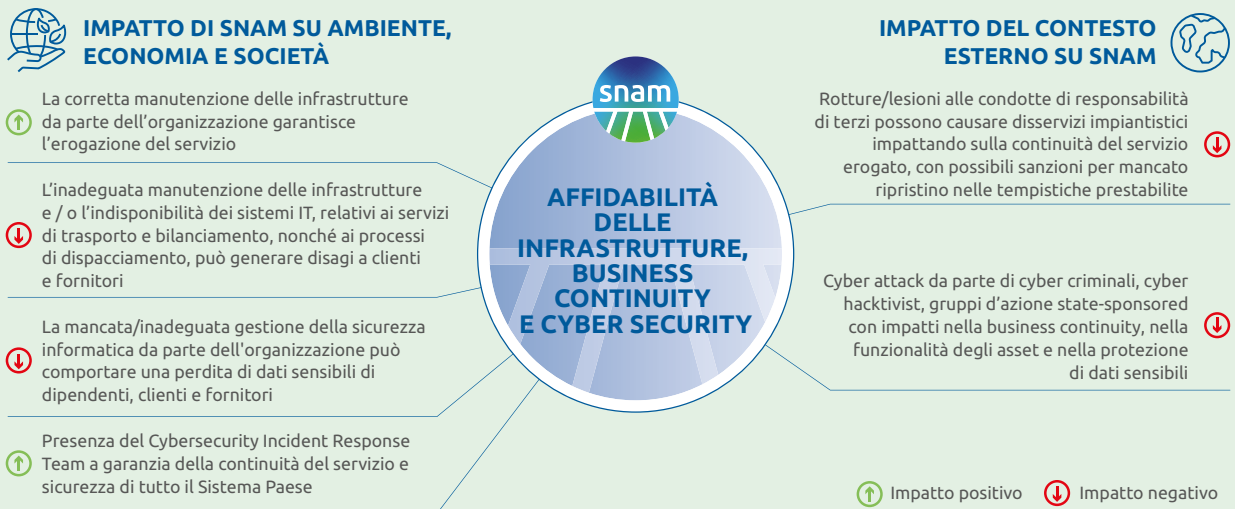 IMPATTO DI SNAM SU AMBIENTE,
ECONOMIA E SOCIETÀ
La corretta manutenzione delle infrastrutture
da parte dell'organizzazione garantisce
l'erogazione del servizio
L'inadeguata manutenzione delle infrastrutture
e / o l'indisponibilità dei sistemi IT, relativi ai servizi
di trasporto e bilanciamento, nonché ai processi
di dispacciamento, può generare disagi a clienti
e fornitori
La mancata/inadeguata gestione della sicurezza
informatica da parte dell'organizzazione può
comportare una perdita di dati sensibili di
dipendenti, clienti e fornitori
Presenza del Cybersecurity Incident Response
Team a garanzia della continuità del servizio e
sicurezza di tutto il Sistema Paese
snam
AFFIDABILITÀ
DELLE
INFRASTRUTTURE,
BUSINESS
CONTINUITY
E CYBER SECURITY
IMPATTO DEL CONTESTO
ESTERNO SU SNAM
Rotture/lesioni alle condotte di responsabilità
di terzi possono causare disservizi impiantistici
impattando sulla continuità del servizio
erogato, con possibili sanzioni per mancato
ripristino nelle tempistiche prestabilite
Cyber attack da parte di cyber criminali, cyber
hacktivist, gruppi d'azione state-sponsored
con impatti nella business continuity, nella
funzionalità degli asset e nella protezione
di dati sensibili
Impatto positivo
Impatto negativo